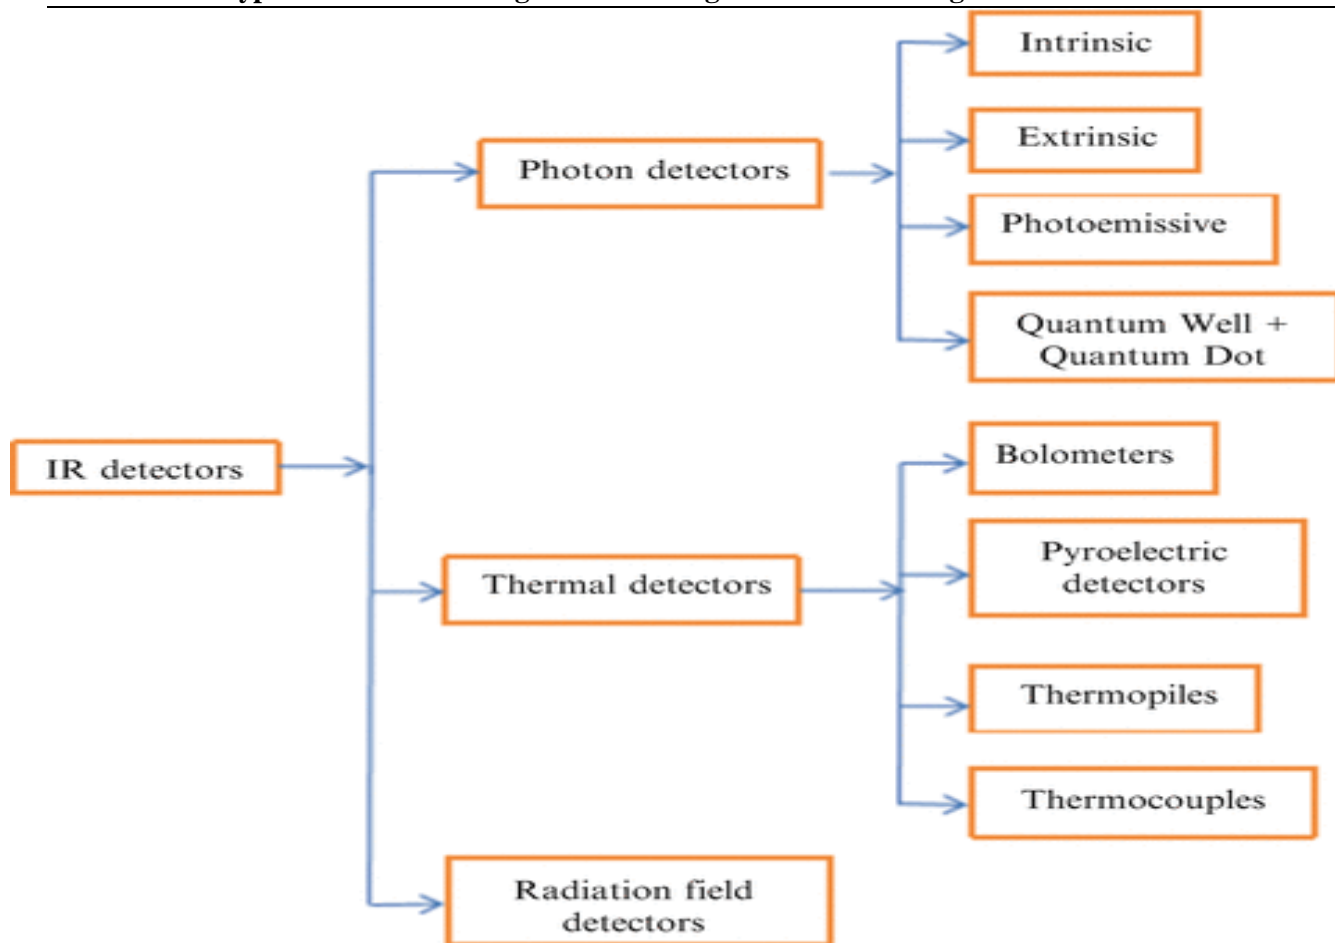 Intrinsic
Extrinsic
Photon detectors
Photoemissive
Quantum Well +
Quantum Dot
IR detectors
Bolometers
Pyroelectric
detectors
Thermal detectors
Thermopiles
Thermocouples
Radiation field
detectors